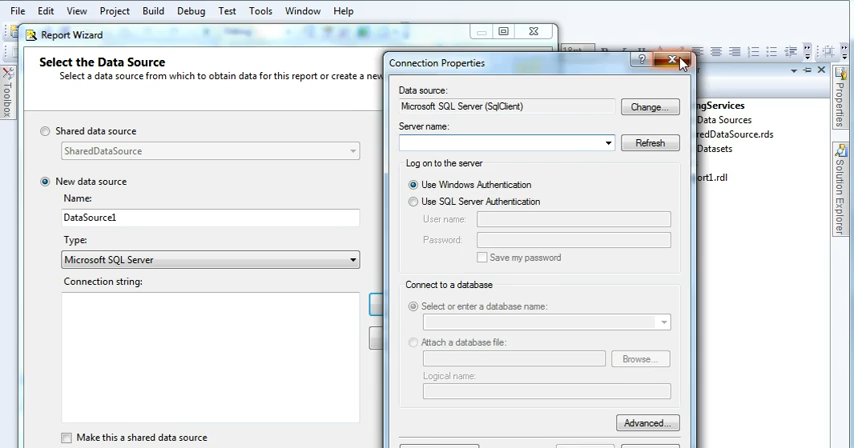 File Edit View Project Build Debug Test Tools Window Help
Report Wizard
Select the Data Source
Select a data source from which to obtain data for this report or create a new
Shared data source
SharedDataSource
New data source
Name:
DataSource1
Type:
Microsoft SQL Server
Connection string:
Make this a shared data source
Connection Properties
Data source:
Microsoft SQL Server (SqlClient)
Change...
Server name:
Refresh
Log on to the server
Use Windows Authentication
Use SQL Server Authentication
User name:
Password:
Save my password
Connect to a database
Select or enter a database name:
Attach a database file:
Browse...
Logical name:
Advanced...
Toolbox
ngServices
Data Sources
redDataSource.rds
Datasets
ort1.rdl
Properties
Solution Explorer